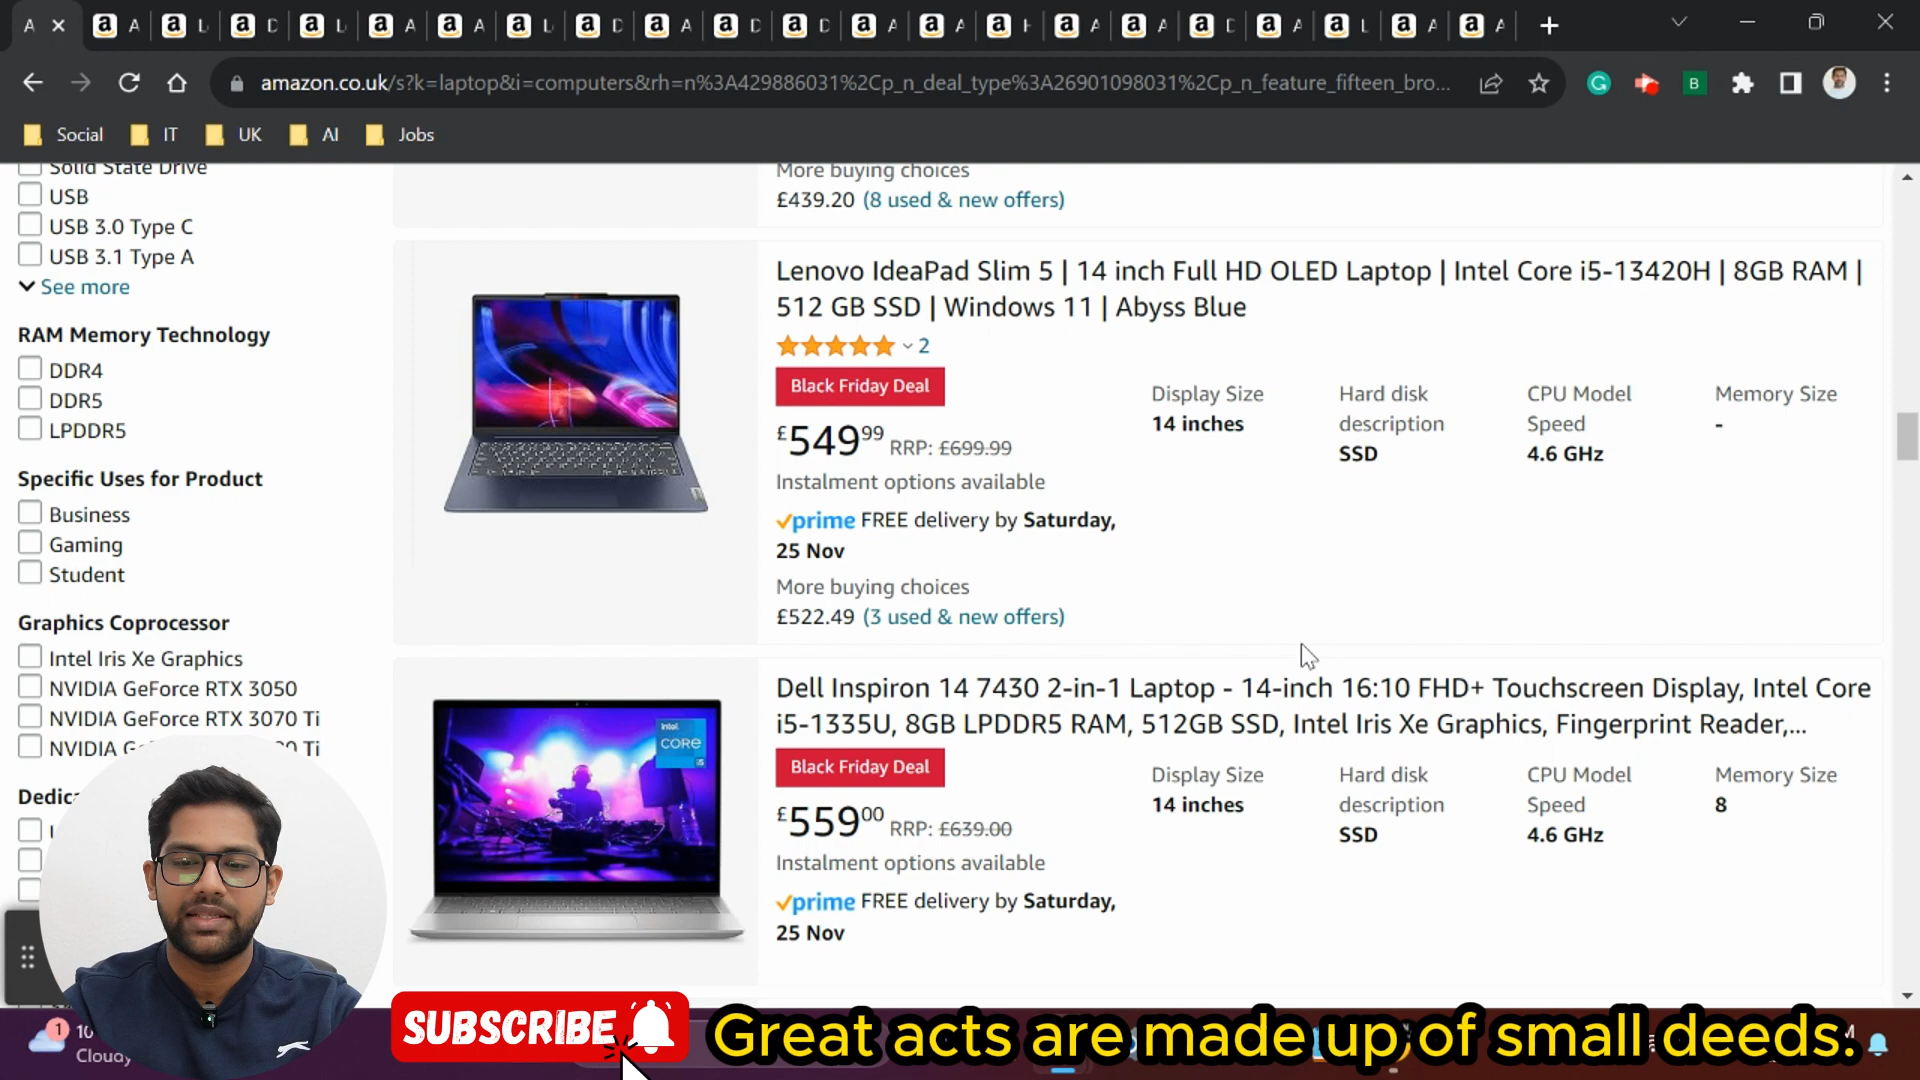 amazon.co.uk/s?k=laptop&i=computers&rh=n%3A429886031%2Cp_n_deal_type%3A26901098031%2Cp_n_feature_fifteen_bro...
Social IT UK AI Jobs
Solid State Drive
USB
USB 3.0 Type C
USB 3.1 Type A
See more
RAM Memory Technology
DDR4
DDR5
LPDDR5
Specific Uses for Product
Business
Gaming
Student
Graphics Coprocessor
Intel Iris Xe Graphics
NVIDIA GeForce RTX 3050
NVIDIA GeForce RTX 3070 Ti
NVIDIA
Ti
More buying choices
£439.20 (8 used & new offers)
Lenovo IdeaPad Slim 5 | 14 inch Full HD OLED Laptop | Intel Core i5-13420H | 8GB RAM |
512 GB SSD | Windows 11 | Abyss Blue
2
Black Friday Deal
£549.99 RRP: £699.99
Instalment options available
prime FREE delivery by Saturday,
25 Nov
More buying choices
£522.49 (3 used & new offers)
Display Size
14 inches
Hard disk
description
SSD
CPU Model
Speed
4.6 GHz
Memory Size
-
intel
CORE
i5
Dell Inspiron 14 7430 2-in-1 Laptop - 14-inch 16:10 FHD+ Touchscreen Display, Intel Core
i5-1335U, 8GB LPDDR5 RAM, 512GB SSD, Intel Iris Xe Graphics, Fingerprint Reader,...
Black Friday Deal
£559.00 RRP: £639.00
Instalment options available
prime FREE delivery by Saturday,
25 Nov
Display Size
14 inches
Hard disk
description
SSD
CPU Model
Speed
4.6 GHz
Memory Size
8
1
Cloudy
SUBSCRIBE
Great acts are made up of small deeds.